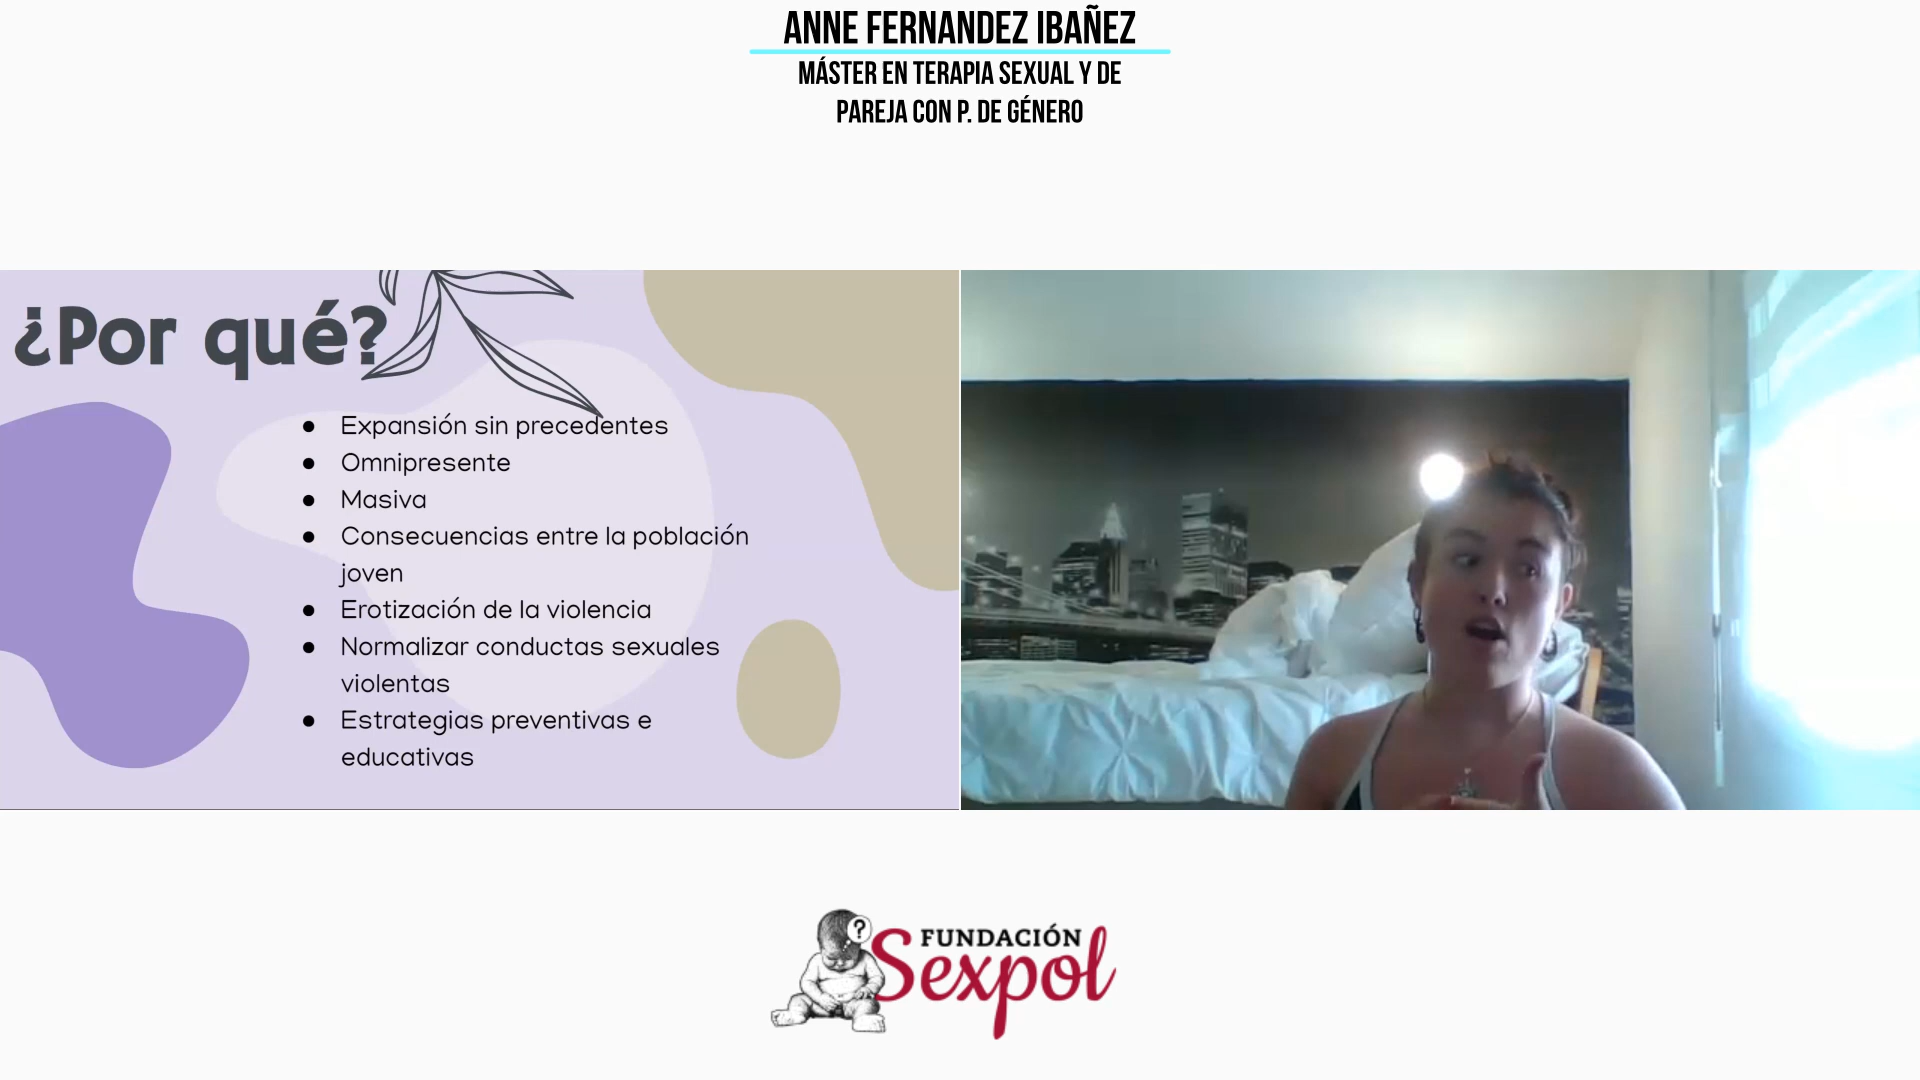 ANNE FERNANDEZ IBAÑEZ
MÁSTER EN TERAPIA SEXUAL Y DE
PAREJA CON P. DE GÉNERO
¿Por qué?
● Expansión sin precedentes
● Omnipresente
● Masiva
● Consecuencias entre la población
joven
● Erotización de la violencia
● Normalizar conductas sexuales
violentas
● Estrategias preventivas e
educativas
?
FUNDACIÓN
Sexpol